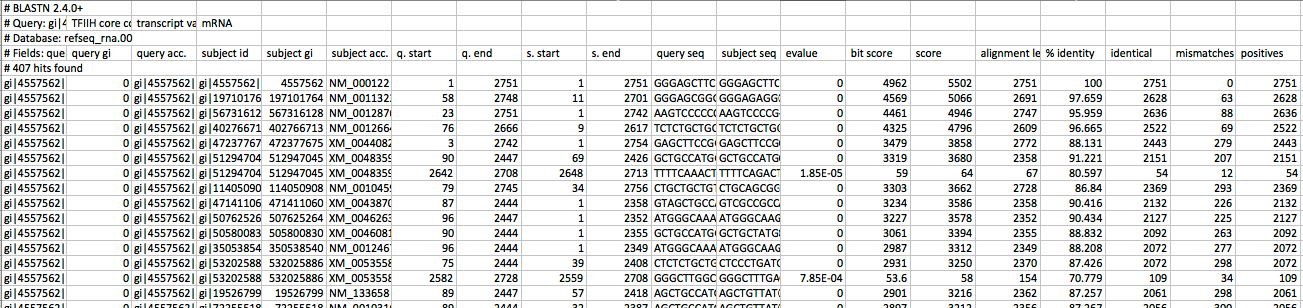 # BLASTN 2.4.0+
# Query: gi|4 TFIIH core cc transcript va mRNA
# Database: refseq_rna.00
# Fields: que query gi query acc. subject id subject gi subject acc. q. start q. end s. start s. end query seq subject seq evalue bit score score alignment le % identity identical mismatches positives
# 407 hits found
gi|4557562| 0 gi|4557562| gi|4557562| 4557562 NM_000122 1 2751 1 2751 GGGAGCTTC GGGAGCTTC 0 4962 5502 2751 100 2751 0 2751
gi|4557562| 0 gi|4557562| gi|19710176 197101764 NM_001132 58 2748 11 2701 GGGAGCGGC GGGAGAGG 0 4569 5066 2691 97.659 2628 63 2628
gi|4557562| 0 gi|4557562| gi|56731612 567316128 NM_001287 23 2751 1 2742 AAGTCCCCC AAGTCCCCG 0 4461 4946 2747 95.959 2636 88 2636
gi|4557562| 0 gi|4557562| gi|40276671 402766713 NM_001266 76 2666 9 2617 TCTCTGCTG TCTCTGCTG 0 4325 4796 2609 96.665 2522 69 2522
gi|4557562| 0 gi|4557562| gi|47237767 472377675 XM_004408 3 2742 1 2754 GAGCTTCCG GAGCTTCC 0 3479 3858 2772 88.131 2443 279 2443
gi|4557562| 0 gi|4557562| gi|51294704 512947045 XM_004835 90 2447 69 2426 GCTGCCATG GCTGCCATG 0 3319 3680 2358 91.221 2151 207 2151
gi|4557562| 0 gi|4557562| gi|51294704 512947045 XM_004835 2642 2708 2648 2713 TTTTCAAACT TTTTCAGACT 1.85E-05 59 64 67 80.597 54 12 54
gi|4557562| 0 gi|4557562| gi|11405090 114050908 NM_001045 79 2745 34 2756 CTGCTGCTGT CTGCAGCGG 0 3303 3662 2728 86.84 2369 293 2369
gi|4557562| 0 gi|4557562| gi|47141106 471411060 XM_004387 87 2444 1 2358 GTAGCTGCC GTCGCCGCC 0 3234 3586 2358 90.416 2132 226 2132
gi|4557562| 0 gi|4557562| gi|50762526 507625264 XM_004626 96 2447 1 2352 ATGGGCAAA ATGGGCAAG 0 3227 3578 2352 90.434 2127 225 2127
gi|4557562| 0 gi|4557562| gi|50580083 505800830 XM_004608 90 2444 1 2355 GCTGCCATG GCTGCTATG 0 3061 3394 2355 88.832 2092 263 2092
gi|4557562| 0 gi|4557562| gi|35053854 350538540 NM_001246 96 2444 1 2349 ATGGGCAAA ATGGGCAAG 0 2987 3312 2349 88.208 2072 277 2072
gi|4557562| 0 gi|4557562| gi|53202588 532025886 XM_005355 75 2444 39 2408 CTCTCTGCTG CTCCCTGAT 0 2931 3250 2370 87.426 2072 298 2072
gi|4557562| 0 gi|4557562| gi|53202588 532025886 XM_005355 2582 2728 2559 2708 GGGCTTGGC GGGCTTTGA 7.85E-04 53.6 58 154 70.779 109 34 109
gi|4557562| 0 gi|4557562| gi|19526799 19526799 NM_133658 89 2447 57 2418 AGCTGCCAT AGCTGTTAT 0 2901 3216 2362 87.257 2061 298 2061